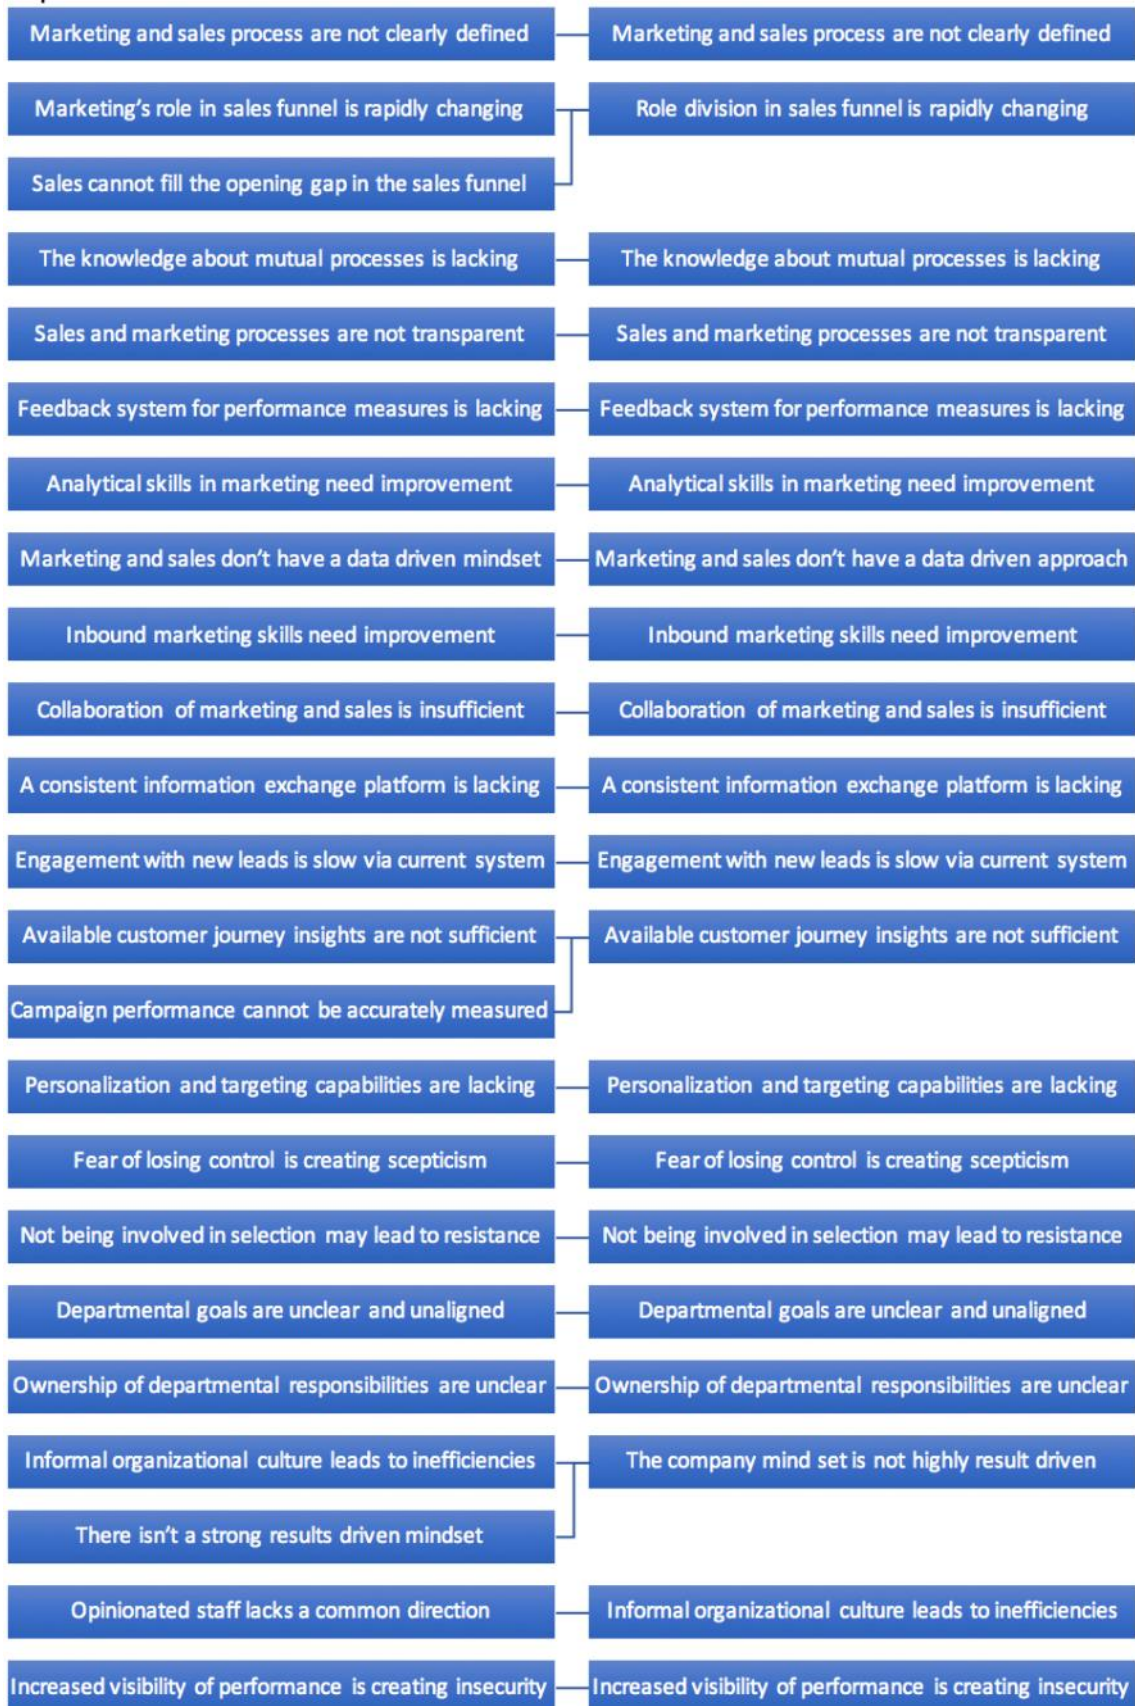 Marketing and sales process are not clearly defined
Marketing and sales process are not clearly defined
Marketing's role in sales funnel is rapidly changing
Role division in sales funnel is rapidly changing
Sales cannot fill the opening gap in the sales funnel
The knowledge about mutual processes is lacking
The knowledge about mutual processes is lacking
Sales and marketing processes are not transparent
Sales and marketing processes are not transparent
Feedback system for performance measures is lacking
Feedback system for performance measures is lacking
Analytical skills in marketing need improvement
Analytical skills in marketing need improvement
Marketing and sales don't have a data driven mindset
Marketing and sales don't have a data driven approach
Inbound marketing skills need improvement
Inbound marketing skills need improvement
Collaboration of marketing and sales is insufficient
Collaboration of marketing and sales is insufficient
A consistent information exchange platform is lacking
A consistent information exchange platform is lacking
Engagement with new leads is slow via current system
Engagement with new leads is slow via current system
Available customer journey insights are not sufficient
Available customer journey insights are not sufficient
Campaign performance cannot be accurately measured
Personalization and targeting capabilities are lacking
Personalization and targeting capabilities are lacking
Fear of losing control is creating scepticism
Fear of losing control is creating scepticism
Not being involved in selection may lead to resistance
Not being involved in selection may lead to resistance
Departmental goals are unclear and unaligned
Departmental goals are unclear and unaligned
Ownership of departmental responsibilities are unclear
Ownership of departmental responsibilities are unclear
Informal organizational culture leads to inefficiencies
The company mind set is not highly result driven
There isn't a strong results driven mindset
Opinionated staff lacks a common direction
Informal organizational culture leads to inefficiencies
Increased visibility of performance is creating insecurity
Increased visibility of performance is creating insecurity